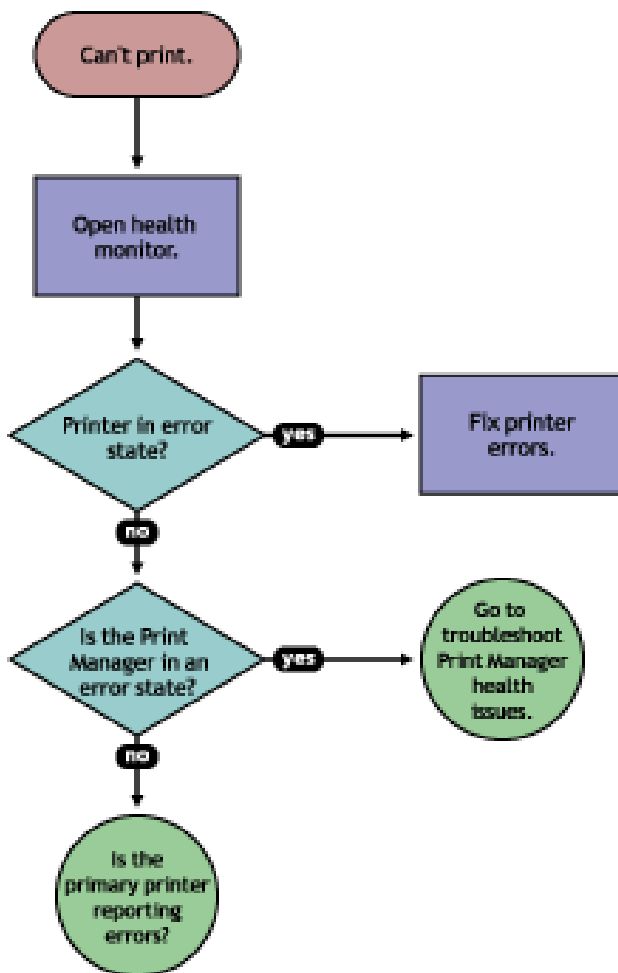 Can't print.
Open health
monitor.
Printer in error
state?
yes
Fix printer
errors.
no
Is the Print
Manager in an
error state?
yes
Go to
troubleshoot
Print Manager
health
issues.
no
Is the
primary printer
reporting
errors?